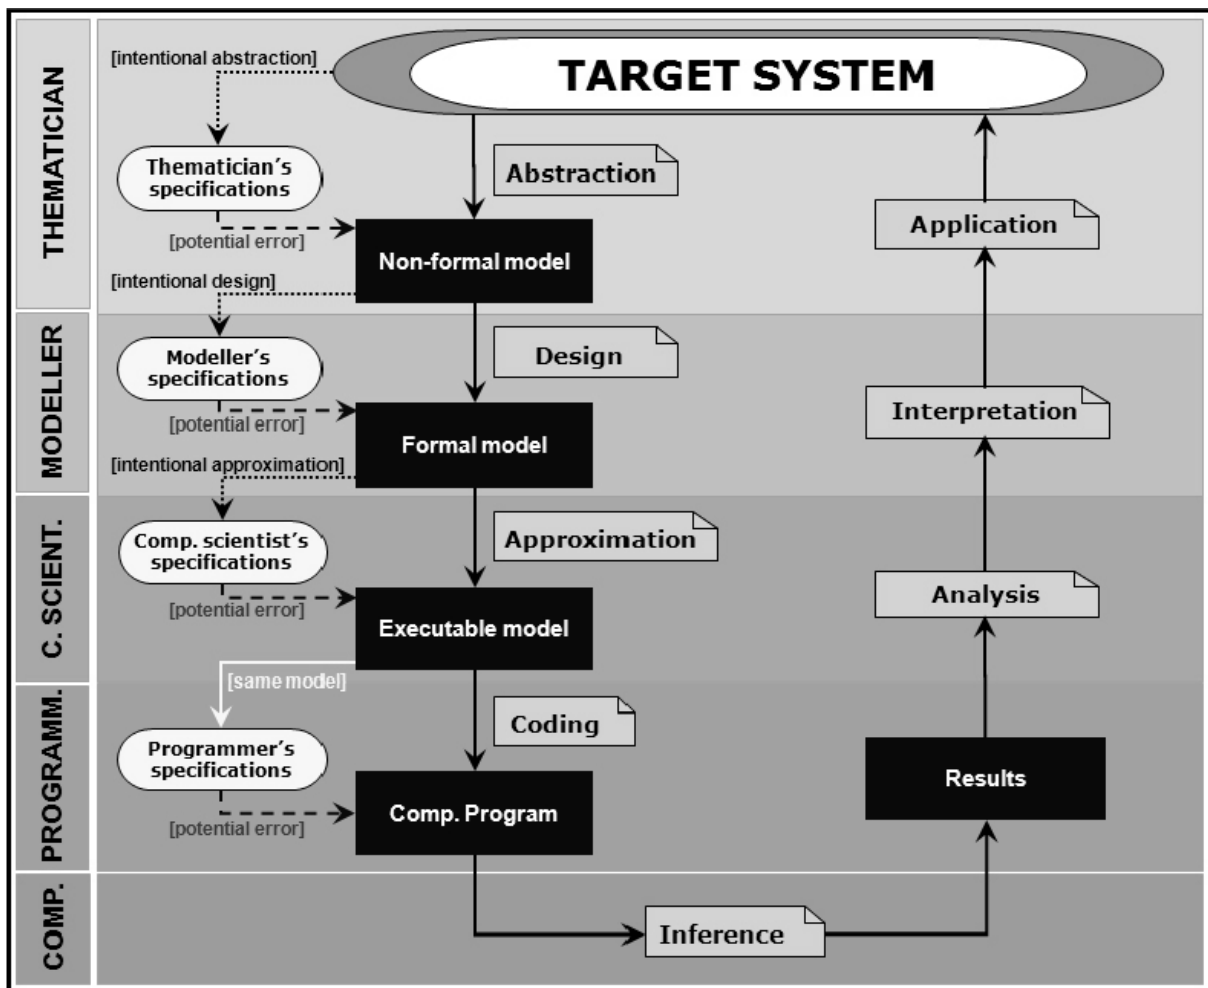 THEMATICIAN
[intentional abstraction]
TARGET SYSTEM
Thematician's
specifications
Abstraction
[potential error]
Non-formal model
Application
[intentional design]
MODELLER
Modeller's
specifications
Design
[potential error]
Formal model
Interpretation
[intentional approximation]
C. SCIENT.
Comp. scientist's
specifications
Approximation
[potential error]
Executable model
Analysis
[same model]
PROGRAMM.
Programmer's
specifications
Coding
[potential error]
Comp. Program
Results
COMP.
Inference